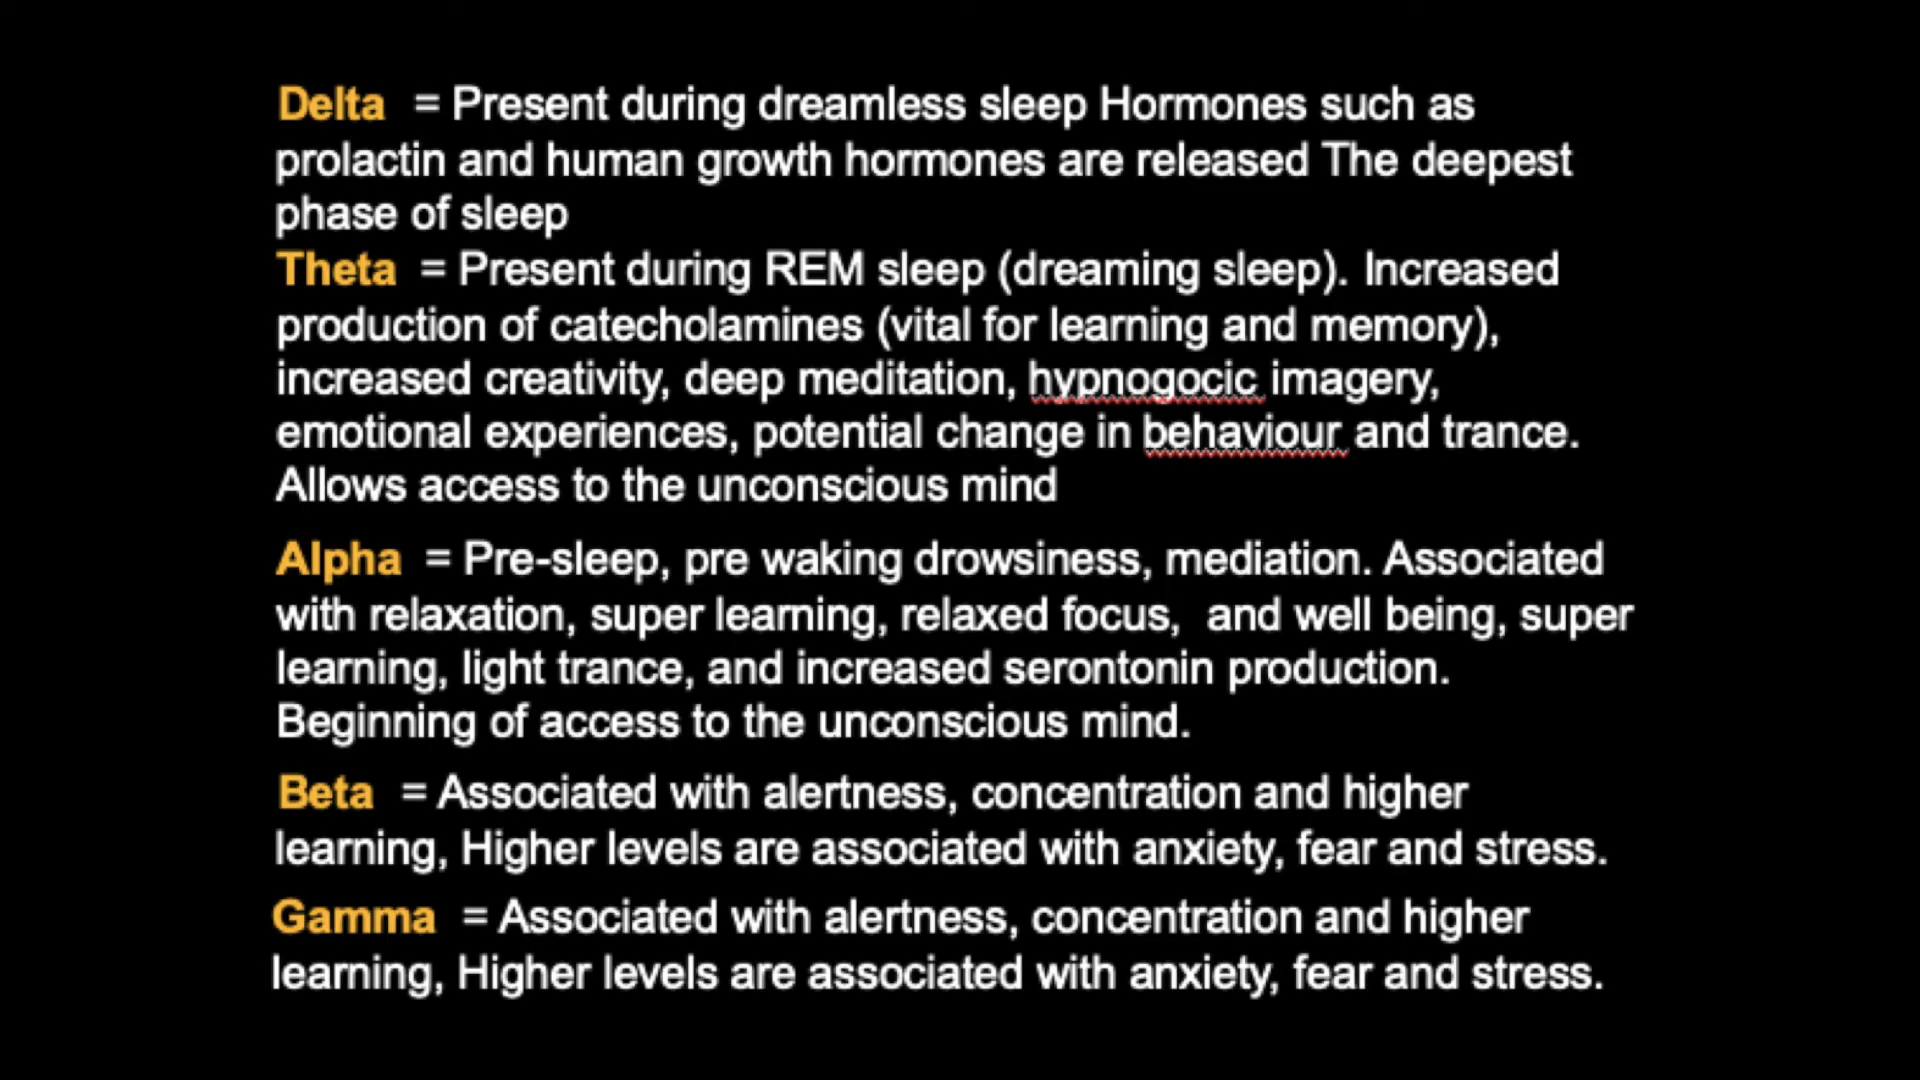 Delta = Present during dreamless sleep Hormones such as
prolactin and human growth hormones are released The deepest
phase of sleep
Theta = Present during REM sleep (dreaming sleep). Increased
production of catecholamines (vital for learning and memory),
increased creativity, deep meditation, hypnogocic imagery,
emotional experiences, potential change in behaviour and trance.
Allows access to the unconscious mind
Alpha = Pre-sleep, pre waking drowsiness, mediation. Associated
with relaxation, super learning, relaxed focus,  and well being, super
learning, light trance, and increased serontonin production.
Beginning of access to the unconscious mind.
Beta = Associated with alertness, concentration and higher
learning, Higher levels are associated with anxiety, fear and stress.
Gamma = Associated with alertness, concentration and higher
learning, Higher levels are associated with anxiety, fear and stress.